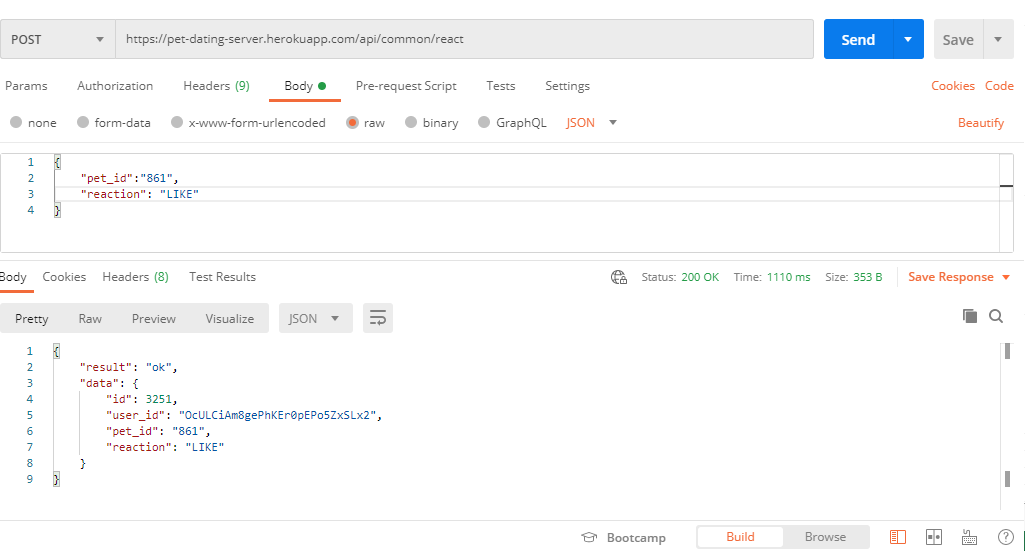 POST https://pet-dating-server.herokuapp.com/api/common/react Send Save
Params Authorization Headers (9) Body Pre-request Script Tests Settings Cookies Code
none form-data x-www-form-urlencoded raw binary GraphQL JSON Beautify
1 {
2 "pet_id":"861",
3 "reaction": "LIKE"
4 }
Body Cookies Headers (8) Test Results Status: 200 OK Time: 1110 ms Size: 353 B Save Response
Pretty Raw Preview Visualize JSON
1 {
2 "result": "ok",
3 "data": {
4 "id": 3251,
5 "user_id": "OcULCiAm8gePhKEr0pEPo5ZxSLx2",
6 "pet_id": "861",
7 "reaction": "LIKE"
8 }
9 }
Bootcamp Build Browse ?